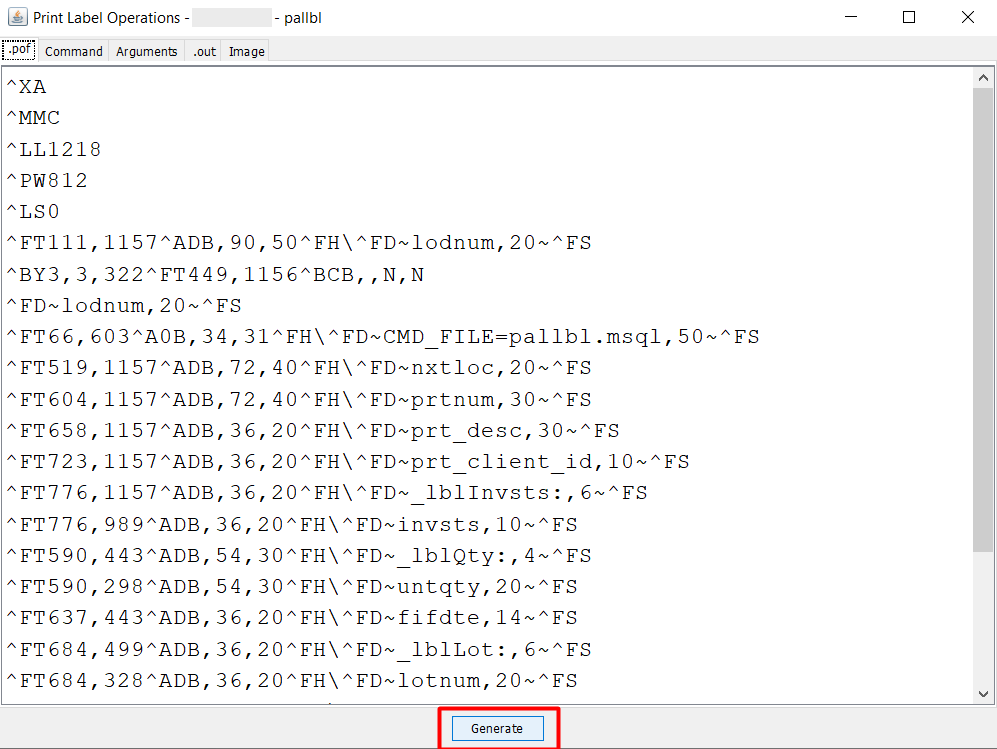 Print Label Operations - - pallbl
.pof Command Arguments .out Image
^XA
^MMC
^LL1218
^PW812
^LS0
^FT111,1157^ADB,90,50^FH\^FD~lodnum,20~^FS
^BY3,3,322^FT449,1156^BCB,,N,N
^FD~lodnum,20~^FS
^FT66,603^A0B,34,31^FH\^FD~CMD_FILE=pallbl.msql,50~^FS
^FT519,1157^ADB,72,40^FH\^FD~nxtloc,20~^FS
^FT604,1157^ADB,72,40^FH\^FD~prtnum,30~^FS
^FT658,1157^ADB,36,20^FH\^FD~prt_desc,30~^FS
^FT723,1157^ADB,36,20^FH\^FD~prt_client_id,10~^FS
^FT776,1157^ADB,36,20^FH\^FD~_lblInvsts:,6~^FS
^FT776,989^ADB,36,20^FH\^FD~invsts,10~^FS
^FT590,443^ADB,54,30^FH\^FD~_lblQty:,4~^FS
^FT590,298^ADB,54,30^FH\^FD~untqty,20~^FS
^FT637,443^ADB,36,20^FH\^FD~fifdte,14~^FS
^FT684,499^ADB,36,20^FH\^FD~_lblLot:,6~^FS
^FT684,328^ADB,36,20^FH\^FD~lotnum,20~^FS
Generate